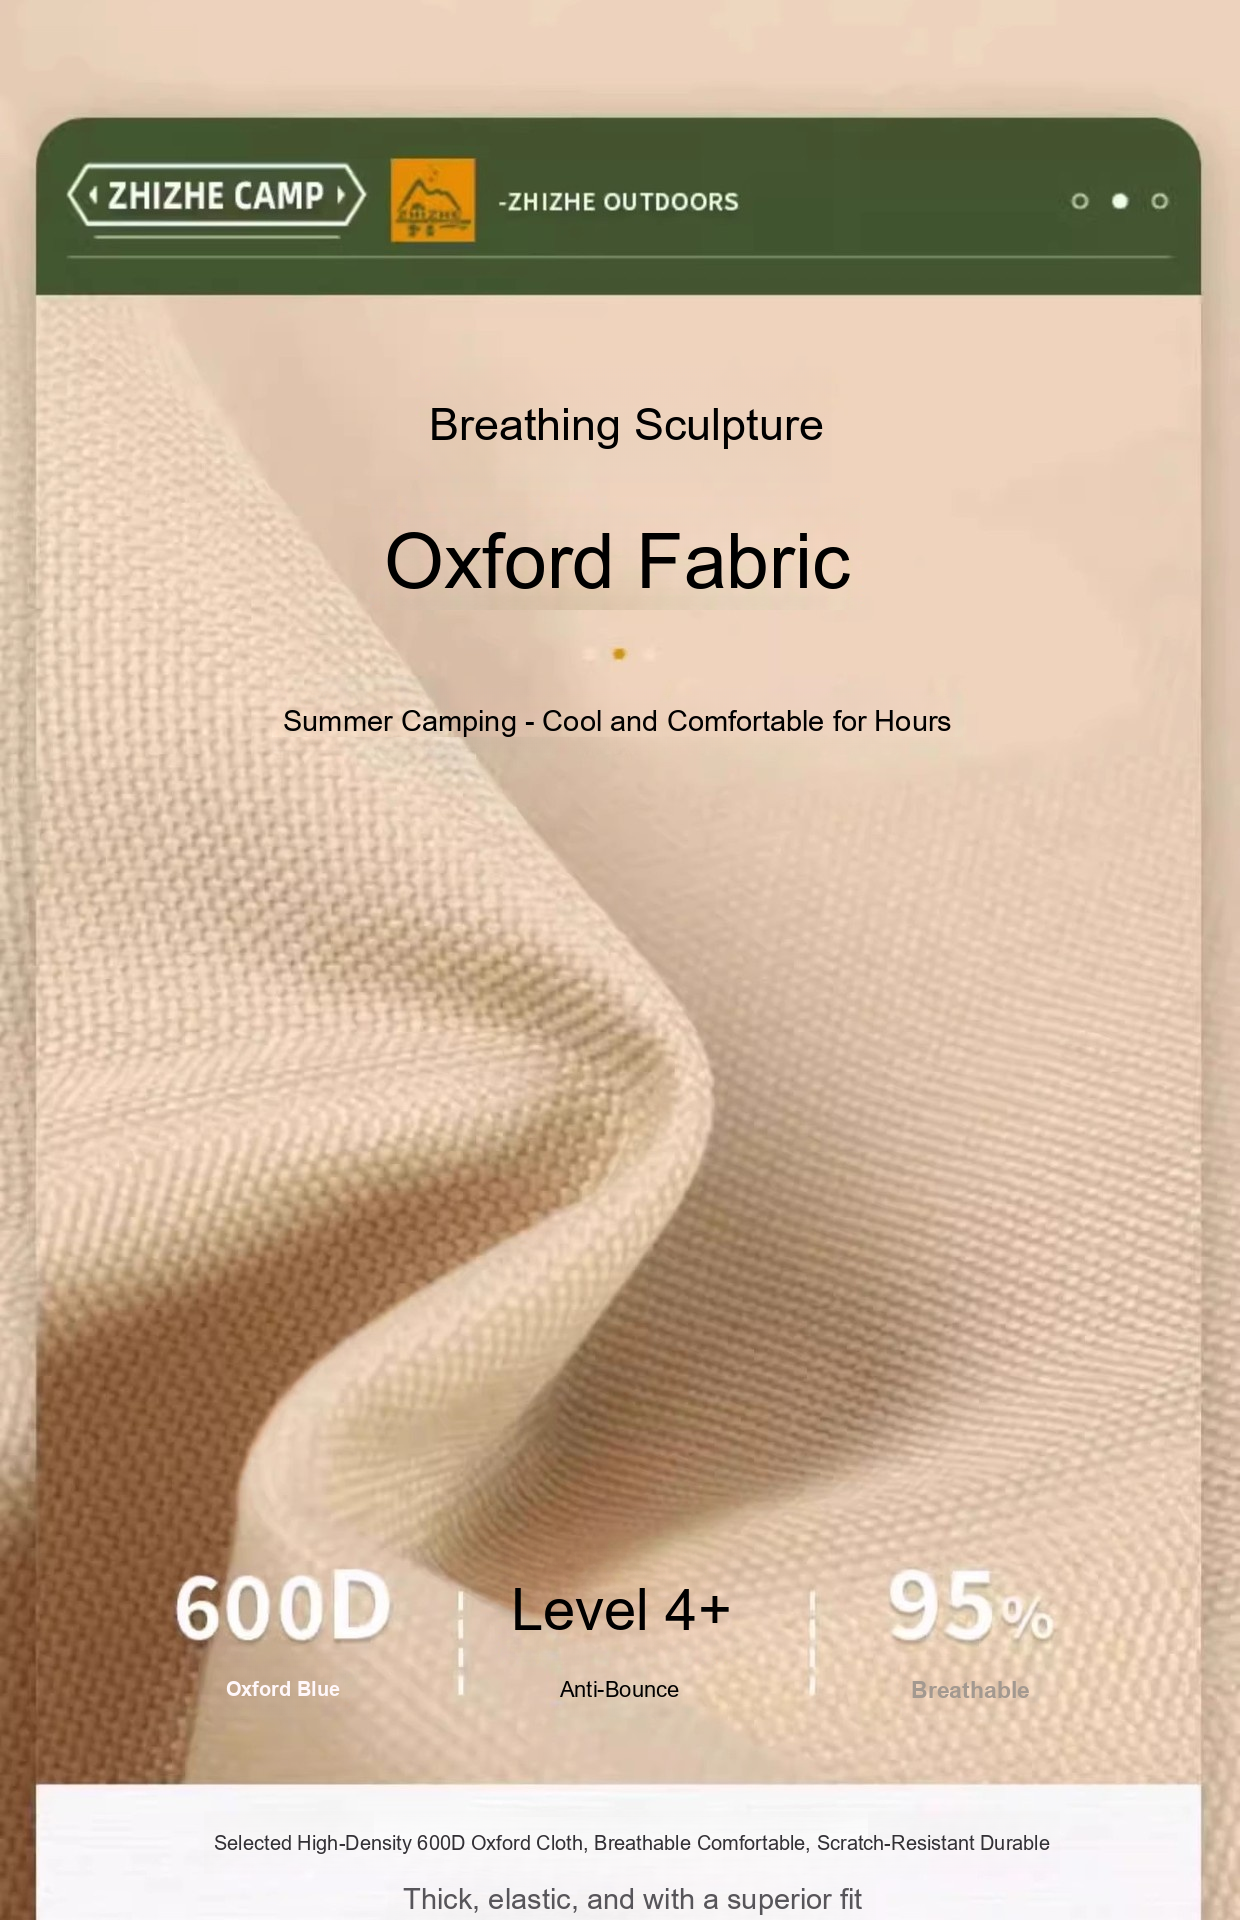 ZHIZHE CAMP
ZHIZHE
-ZHIZHE OUTDOORS
Breathing Sculpture
Oxford Fabric
Summer Camping - Cool and Comfortable for Hours
600D
Level 4+
95%
Oxford Blue
Anti-Bounce
Breathable
Selected High-Density 600D Oxford Cloth, Breathable Comfortable, Scratch-Resistant Durable
Thick, elastic, and with a superior fit